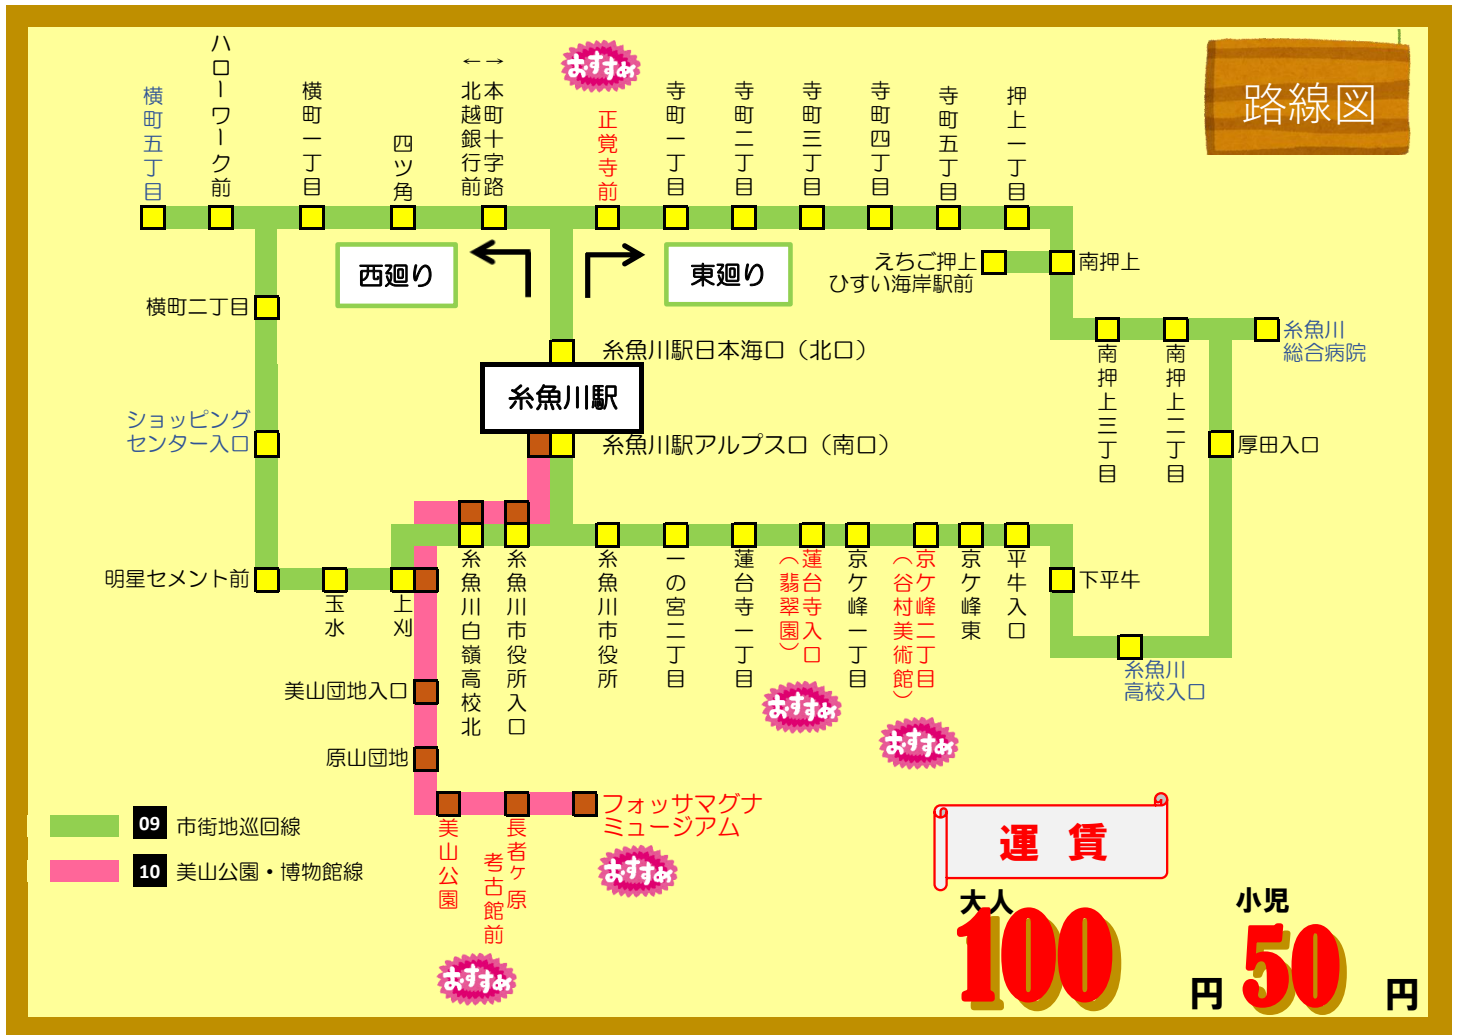 路線図
横町五丁目
ハローワーク前
横町一丁目
四ツ角
←→
本町十字路
北越銀行前
おすすめ
正覚寺前
寺町一丁目
寺町二丁目
寺町三丁目
寺町四丁目
寺町五丁目
押上一丁目
西廻り
東廻り
えちご押上
ひすい海岸駅前
南押上
横町二丁目
糸魚川駅日本海口（北口）
南押上三丁目
南押上二丁目
糸魚川
総合病院
糸魚川駅
ショッピング
センター入口
糸魚川駅アルプス口（南口）
厚田入口
明星セメント前
玉水
上刈
糸魚川白嶺高校北
糸魚川市役所入口
糸魚川市役所
一の宮二丁目
蓮台寺一丁目
蓮台寺入口
（翡翠園）
おすすめ
京ケ峰一丁目
京ケ峰二丁目
（谷村美術館）
おすすめ
京ケ峰東
平牛入口
下平牛
糸魚川
高校入口
美山団地入口
原山団地
美山公園
長者ヶ原
考古館前
おすすめ
フォッサマグナ
ミュージアム
おすすめ
09 市街地巡回線
10 美山公園・博物館線
運賃
大人
100円
小児
50円